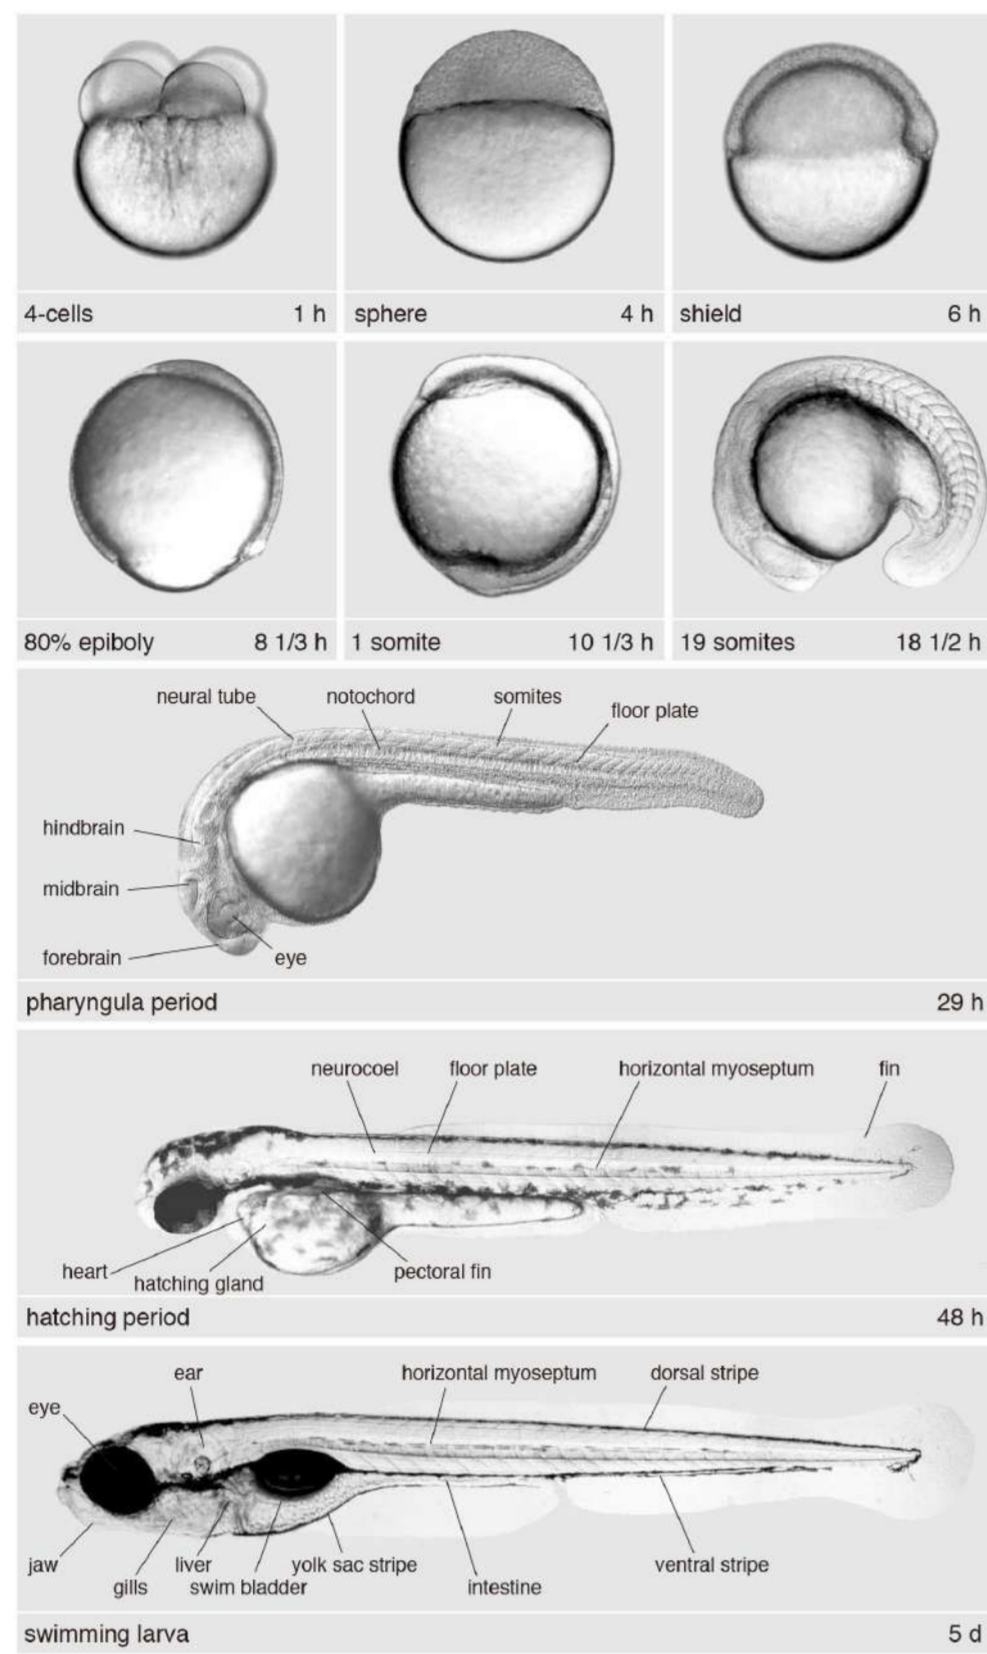 4-cells 1 h
sphere 4 h
shield 6 h
80% epiboly 8 1/3 h
1 somite 10 1/3 h
19 somites 18 1/2 h
neural tube
notochord
somites
floor plate
hindbrain
midbrain
forebrain
eye
pharyngula period 29 h
neurocoel
floor plate
horizontal myoseptum
fin
heart
hatching gland
pectoral fin
hatching period 48 h
ear
horizontal myoseptum
dorsal stripe
eye
jaw
gills
liver
swim bladder
yolk sac stripe
intestine
ventral stripe
swimming larva 5 d